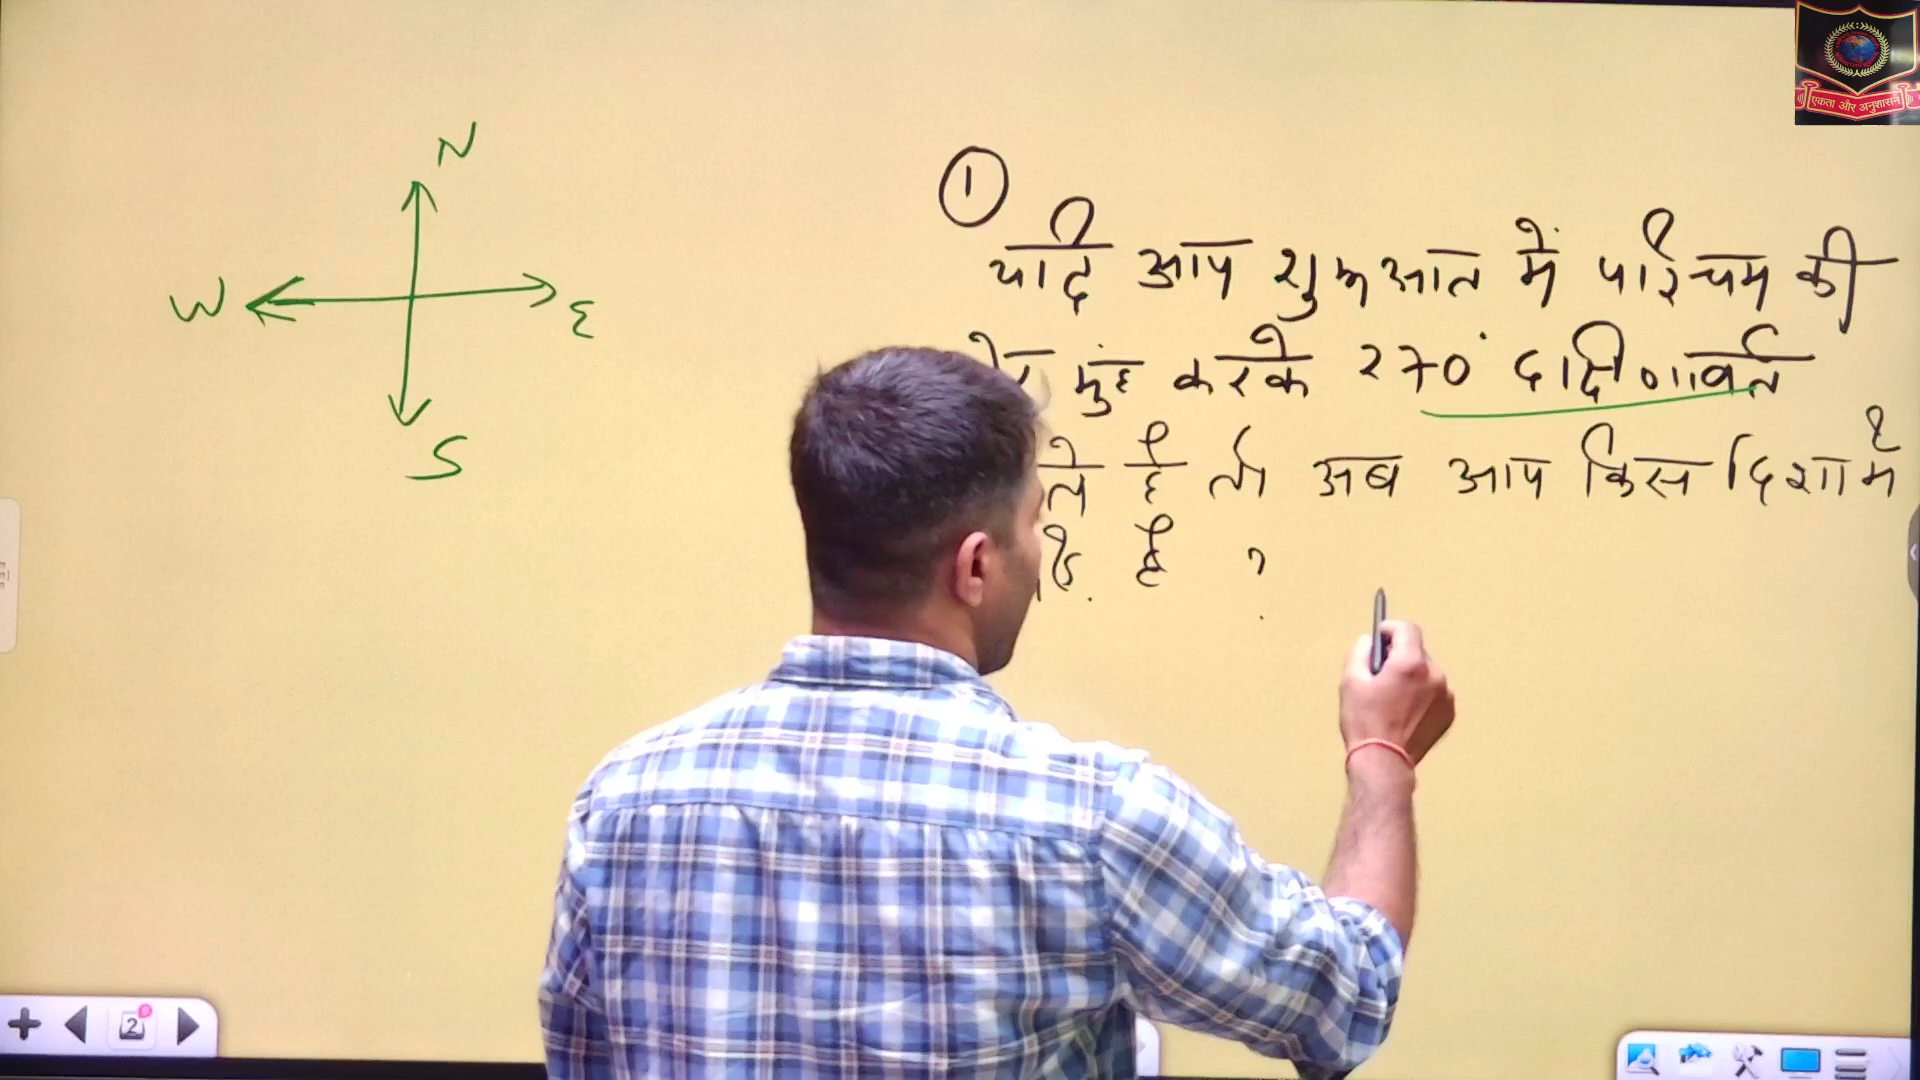 N
W
E
S
①
यदि आप शुरुआत में पश्चिम की
मुंह करके 270° दक्षिणावर्त
है तो अब आप किस दिशा में
है ?
एकता और अनुशासन
2